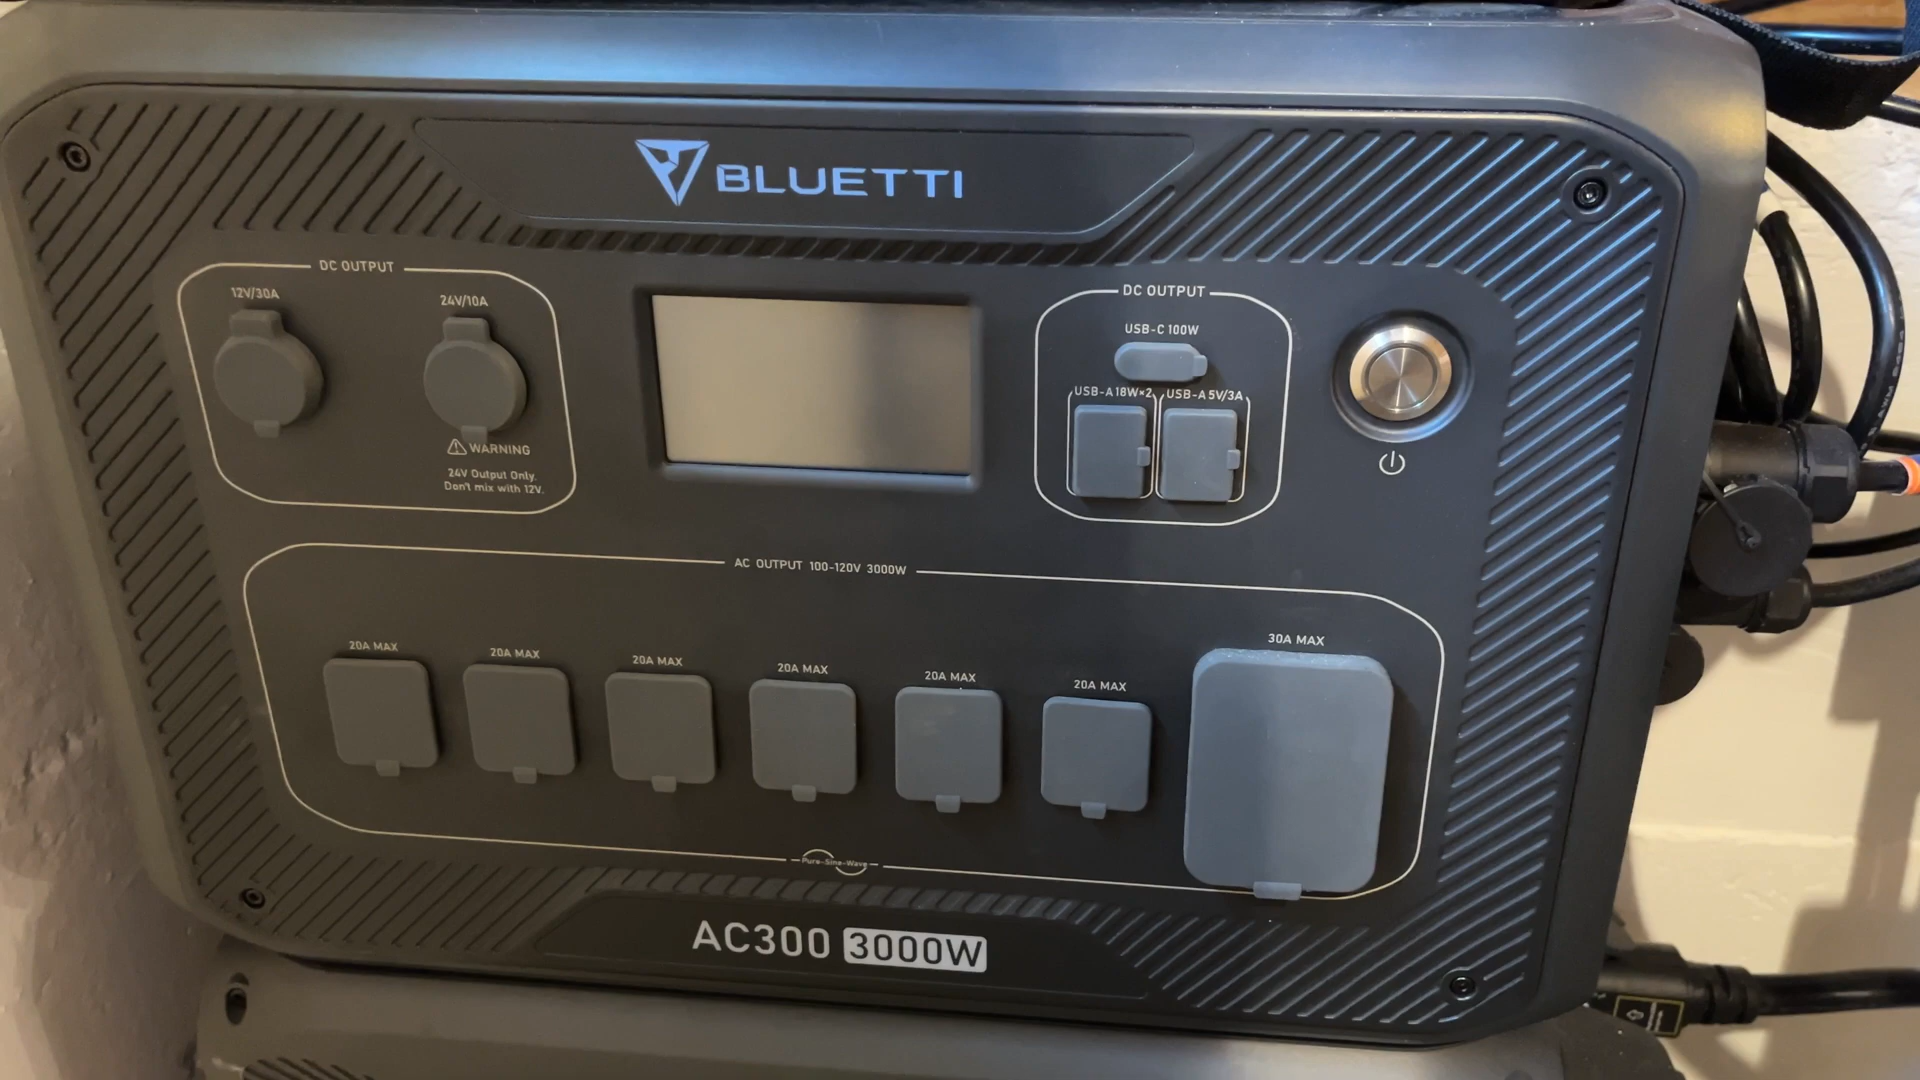 BLUETTI
DC OUTPUT
12V/30A
24V/10A
WARNING
24V Output Only.
Don't mix with 12V.
DC OUTPUT
USB-C 100W
USB-A 18W×2
USB-A 5V/3A
AC OUTPUT 100-120V 3000W
20A MAX
20A MAX
20A MAX
20A MAX
20A MAX
20A MAX
30A MAX
Pure-Sine-Wave
AC300 3000W